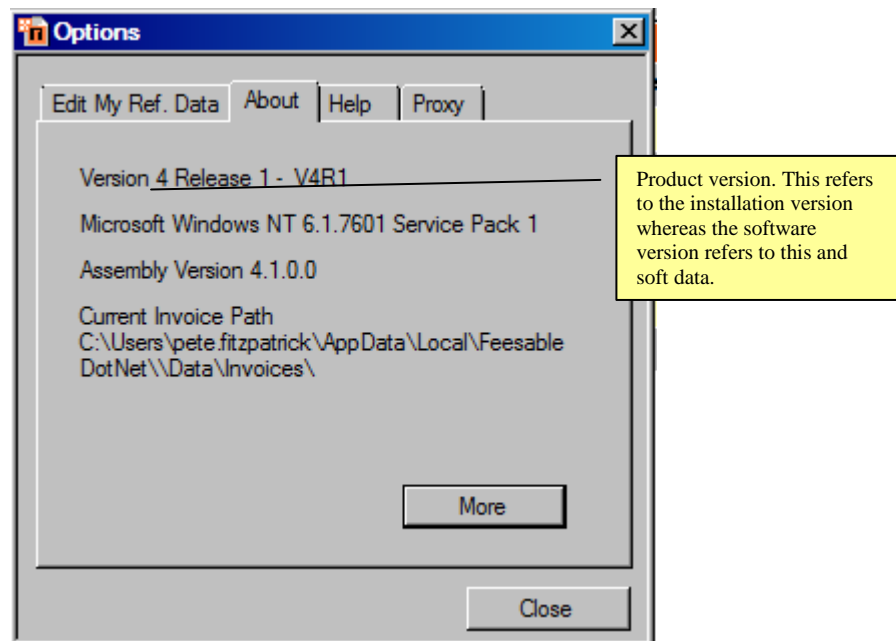 Options
Edit My Ref. Data About Help Proxy
Version 4 Release 1 - V4R1
Microsoft Windows NT 6.1.7601 Service Pack 1
Assembly Version 4.1.0.0
Current Invoice Path
C:\Users\pete.fitzpatrick\AppData\Local\Feesable
DotNet\\Data\Invoices\
More
Close
Product version. This refers
to the installation version
whereas the software
version refers to this and
soft data.